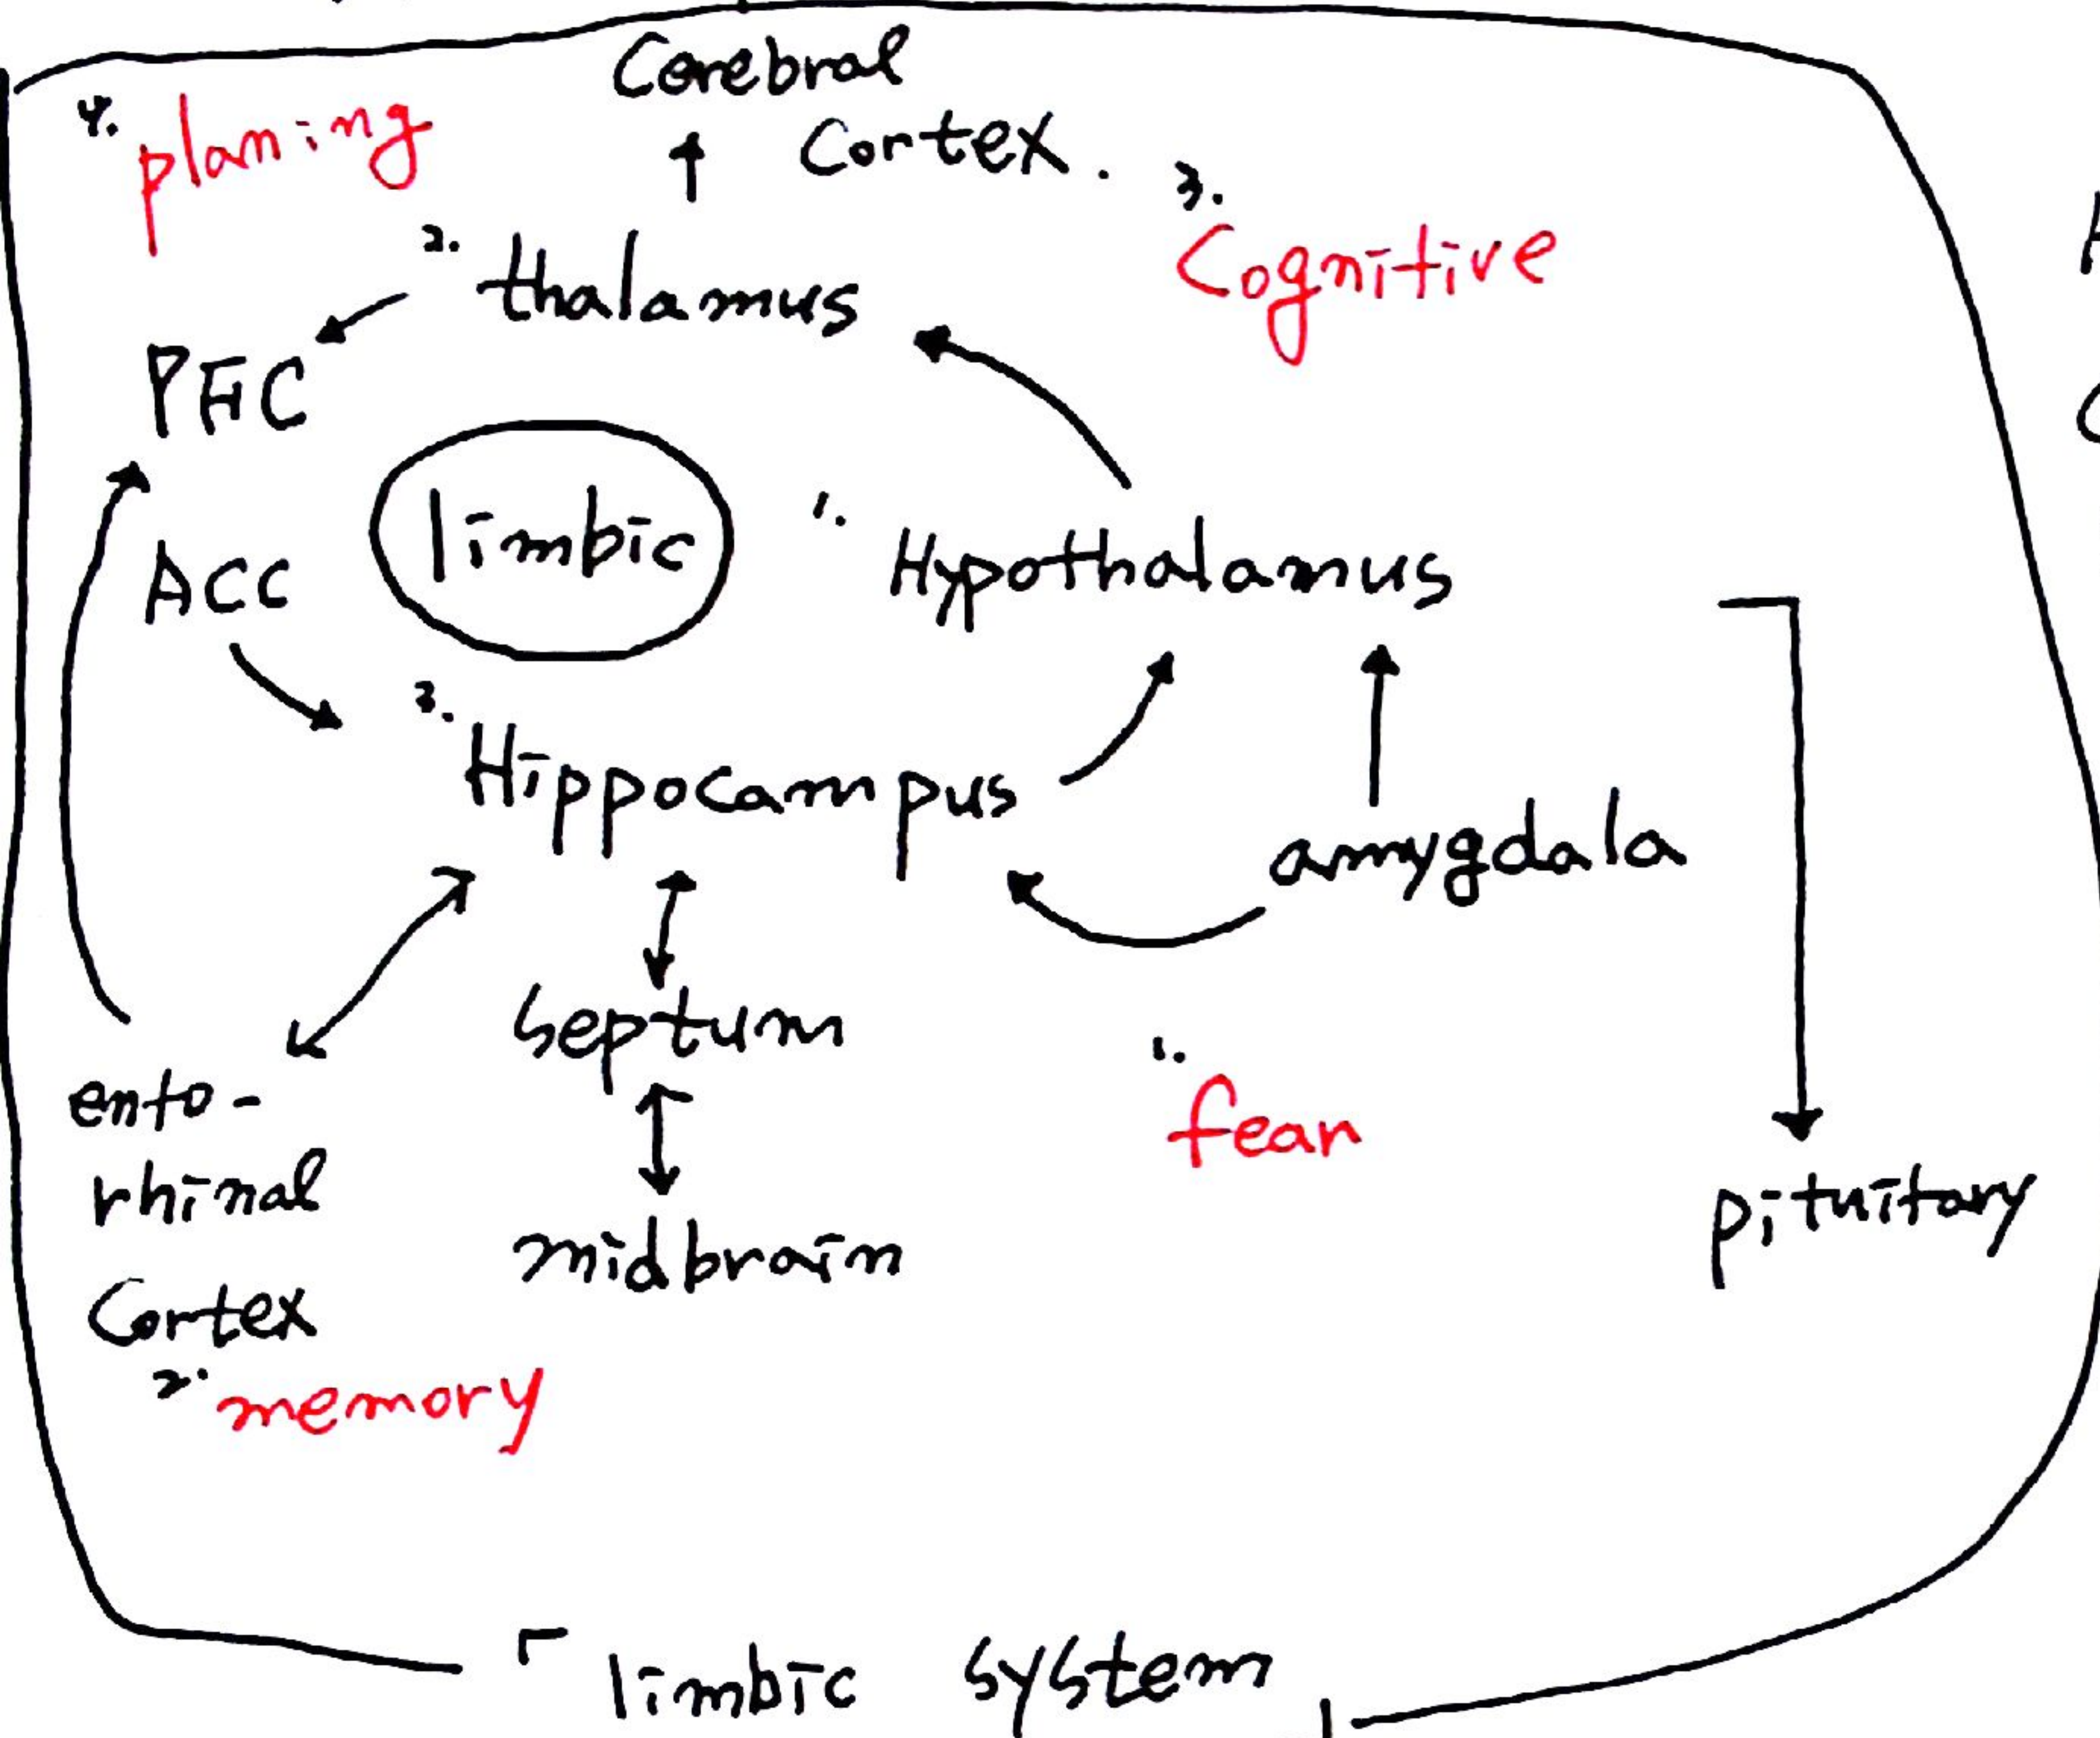 Cerebral
Cortex.
4. planing
3. Cognitive
2. thalamus
PFC
limbic
1. Hypothalamus
ACC
3. Hippocampus
amygdala
septum
1. fear
ento-
rhinal
Cortex
midbrain
pituitary
2. memory
「limbic system」